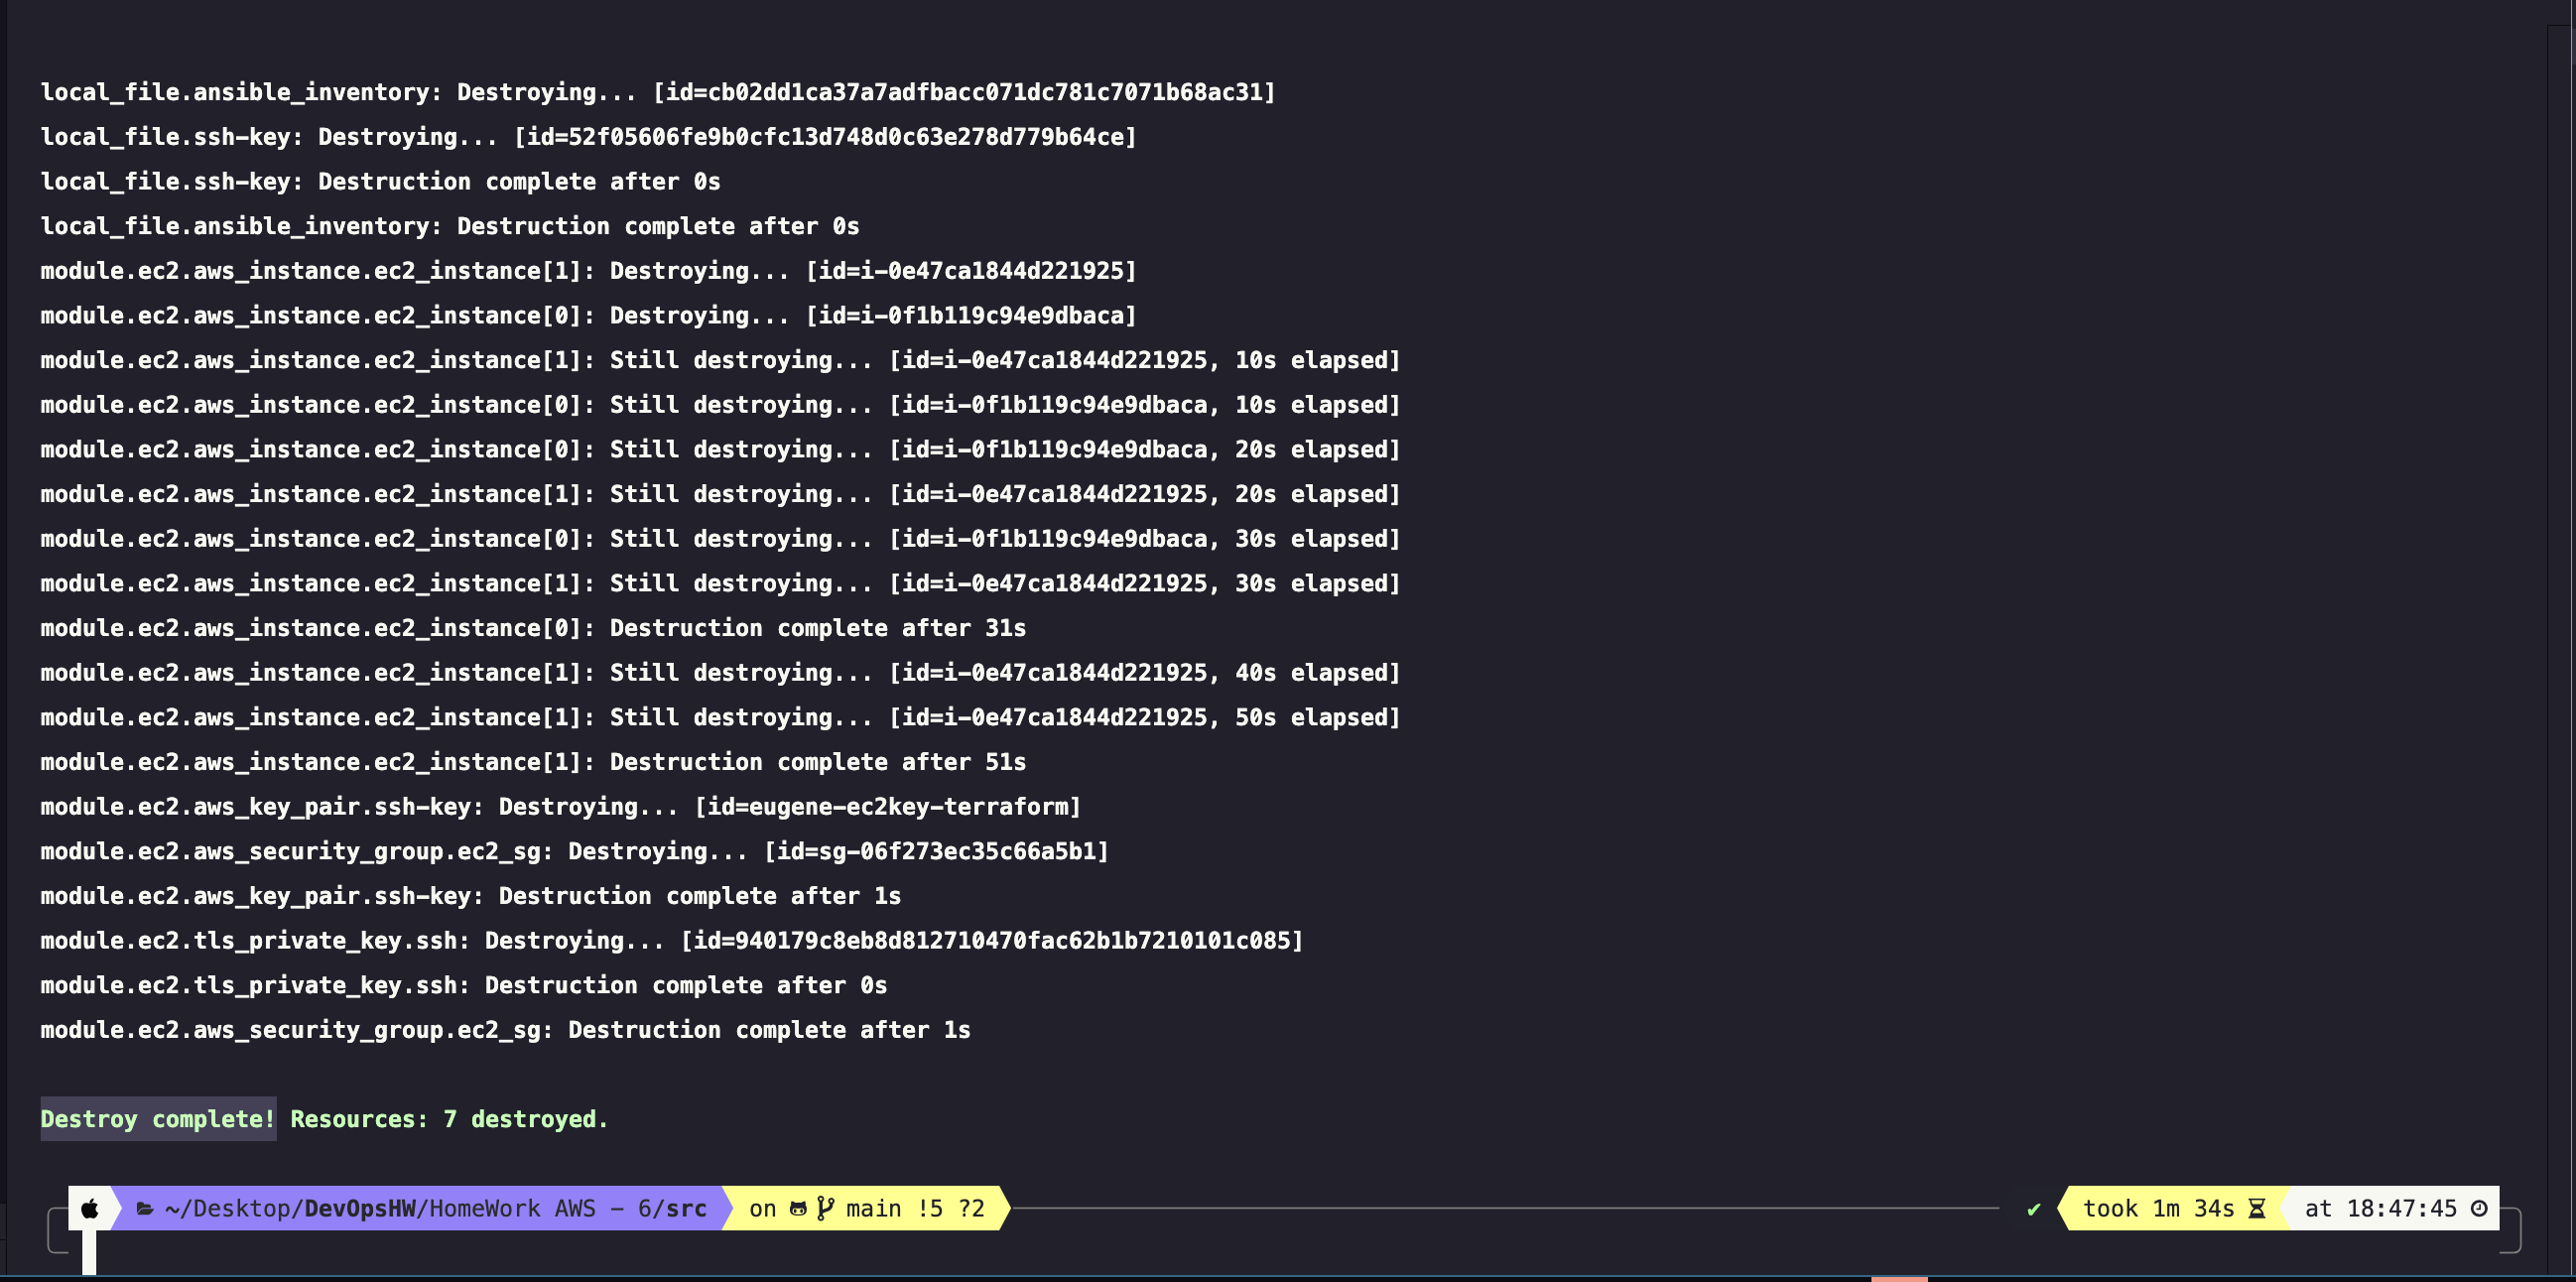 local_file.ansible_inventory: Destroying... [id=cb02dd1ca37a7adfbacc071dc781c7071b68ac31]
local_file.ssh-key: Destroying... [id=52f05606fe9b0cfc13d748d0c63e278d779b64ce]
local_file.ssh-key: Destruction complete after 0s
local_file.ansible_inventory: Destruction complete after 0s
module.ec2.aws_instance.ec2_instance[1]: Destroying... [id=i-0e47ca1844d221925]
module.ec2.aws_instance.ec2_instance[0]: Destroying... [id=i-0f1b119c94e9dbaca]
module.ec2.aws_instance.ec2_instance[1]: Still destroying... [id=i-0e47ca1844d221925, 10s elapsed]
module.ec2.aws_instance.ec2_instance[0]: Still destroying... [id=i-0f1b119c94e9dbaca, 10s elapsed]
module.ec2.aws_instance.ec2_instance[0]: Still destroying... [id=i-0f1b119c94e9dbaca, 20s elapsed]
module.ec2.aws_instance.ec2_instance[1]: Still destroying... [id=i-0e47ca1844d221925, 20s elapsed]
module.ec2.aws_instance.ec2_instance[0]: Still destroying... [id=i-0f1b119c94e9dbaca, 30s elapsed]
module.ec2.aws_instance.ec2_instance[1]: Still destroying... [id=i-0e47ca1844d221925, 30s elapsed]
module.ec2.aws_instance.ec2_instance[0]: Destruction complete after 31s
module.ec2.aws_instance.ec2_instance[1]: Still destroying... [id=i-0e47ca1844d221925, 40s elapsed]
module.ec2.aws_instance.ec2_instance[1]: Still destroying... [id=i-0e47ca1844d221925, 50s elapsed]
module.ec2.aws_instance.ec2_instance[1]: Destruction complete after 51s
module.ec2.aws_key_pair.ssh-key: Destroying... [id=eugene-ec2key-terraform]
module.ec2.aws_security_group.ec2_sg: Destroying... [id=sg-06f273ec35c66a5b1]
module.ec2.aws_key_pair.ssh-key: Destruction complete after 1s
module.ec2.tls_private_key.ssh: Destroying... [id=940179c8eb8d812710470fac62b1b7210101c085]
module.ec2.tls_private_key.ssh: Destruction complete after 0s
module.ec2.aws_security_group.ec2_sg: Destruction complete after 1s
Destroy complete! Resources: 7 destroyed.
~/Desktop/DevOpsHW/HomeWork AWS - 6/src on main !5 ?2 ✔ took 1m 34s at 18:47:45